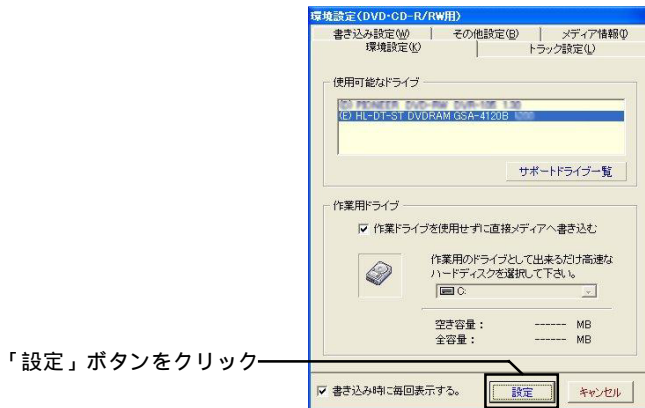 環境設定(DVD・CD-R/RW用)
書き込み設定(W) その他設定(B) メディア情報(I)
環境設定(K) トラック設定(L)
使用可能なドライブ
(D) PIONEER DVD-RW DVR-105 1.30
(E) HL-DT-ST DVDRAM GSA-4120B
サポートドライブ一覧
作業用ドライブ
作業ドライブを使用せずに直接メディアへ書き込む
作業用のドライブとして出来るだけ高速な
ハードディスクを選択して下さい。
C:
空き容量: ------ MB
全容量: ------ MB
「設定」ボタンをクリック
書き込み時に毎回表示する。 設定 キャンセル